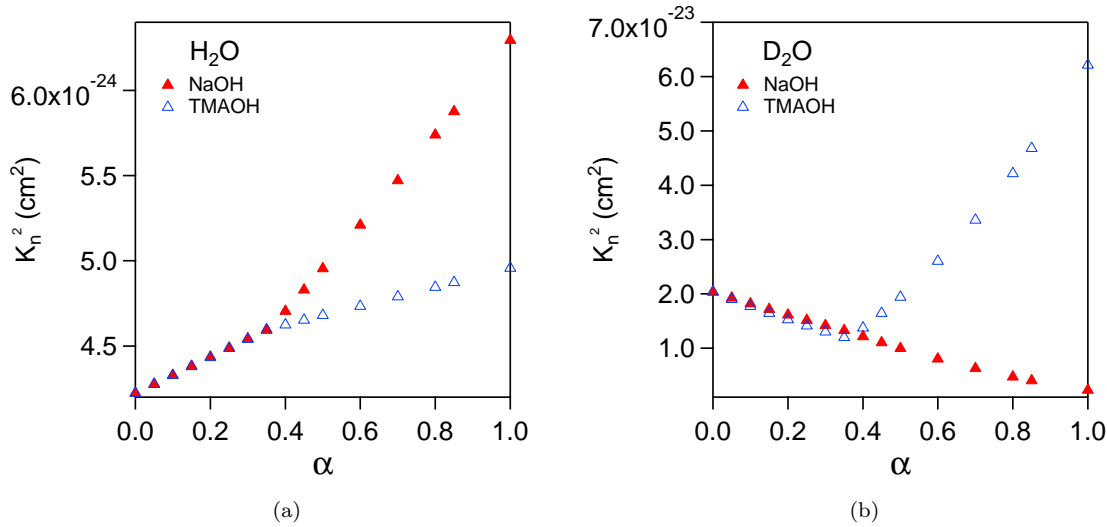 H₂O
NaOH
TMAOH
6.0x10⁻²⁴
5.5
5.0
4.5
Kₙ² (cm²)
0.0 0.2 0.4 0.6 0.8 1.0
α
(a)
7.0x10⁻²³
D₂O
NaOH
TMAOH
6.0
5.0
4.0
3.0
2.0
1.0
Kₙ² (cm²)
0.0 0.2 0.4 0.6 0.8 1.0
α
(b)